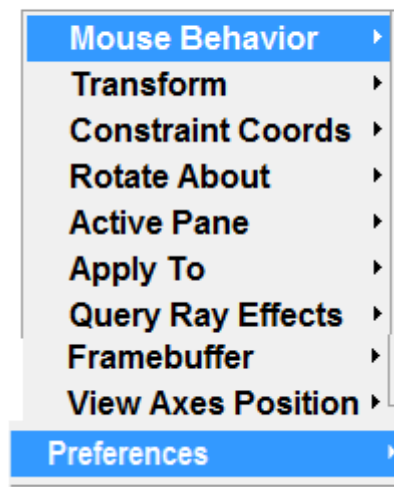 Mouse Behavior
Transform
Constraint Coords
Rotate About
Active Pane
Apply To
Query Ray Effects
Framebuffer
View Axes Position
Preferences